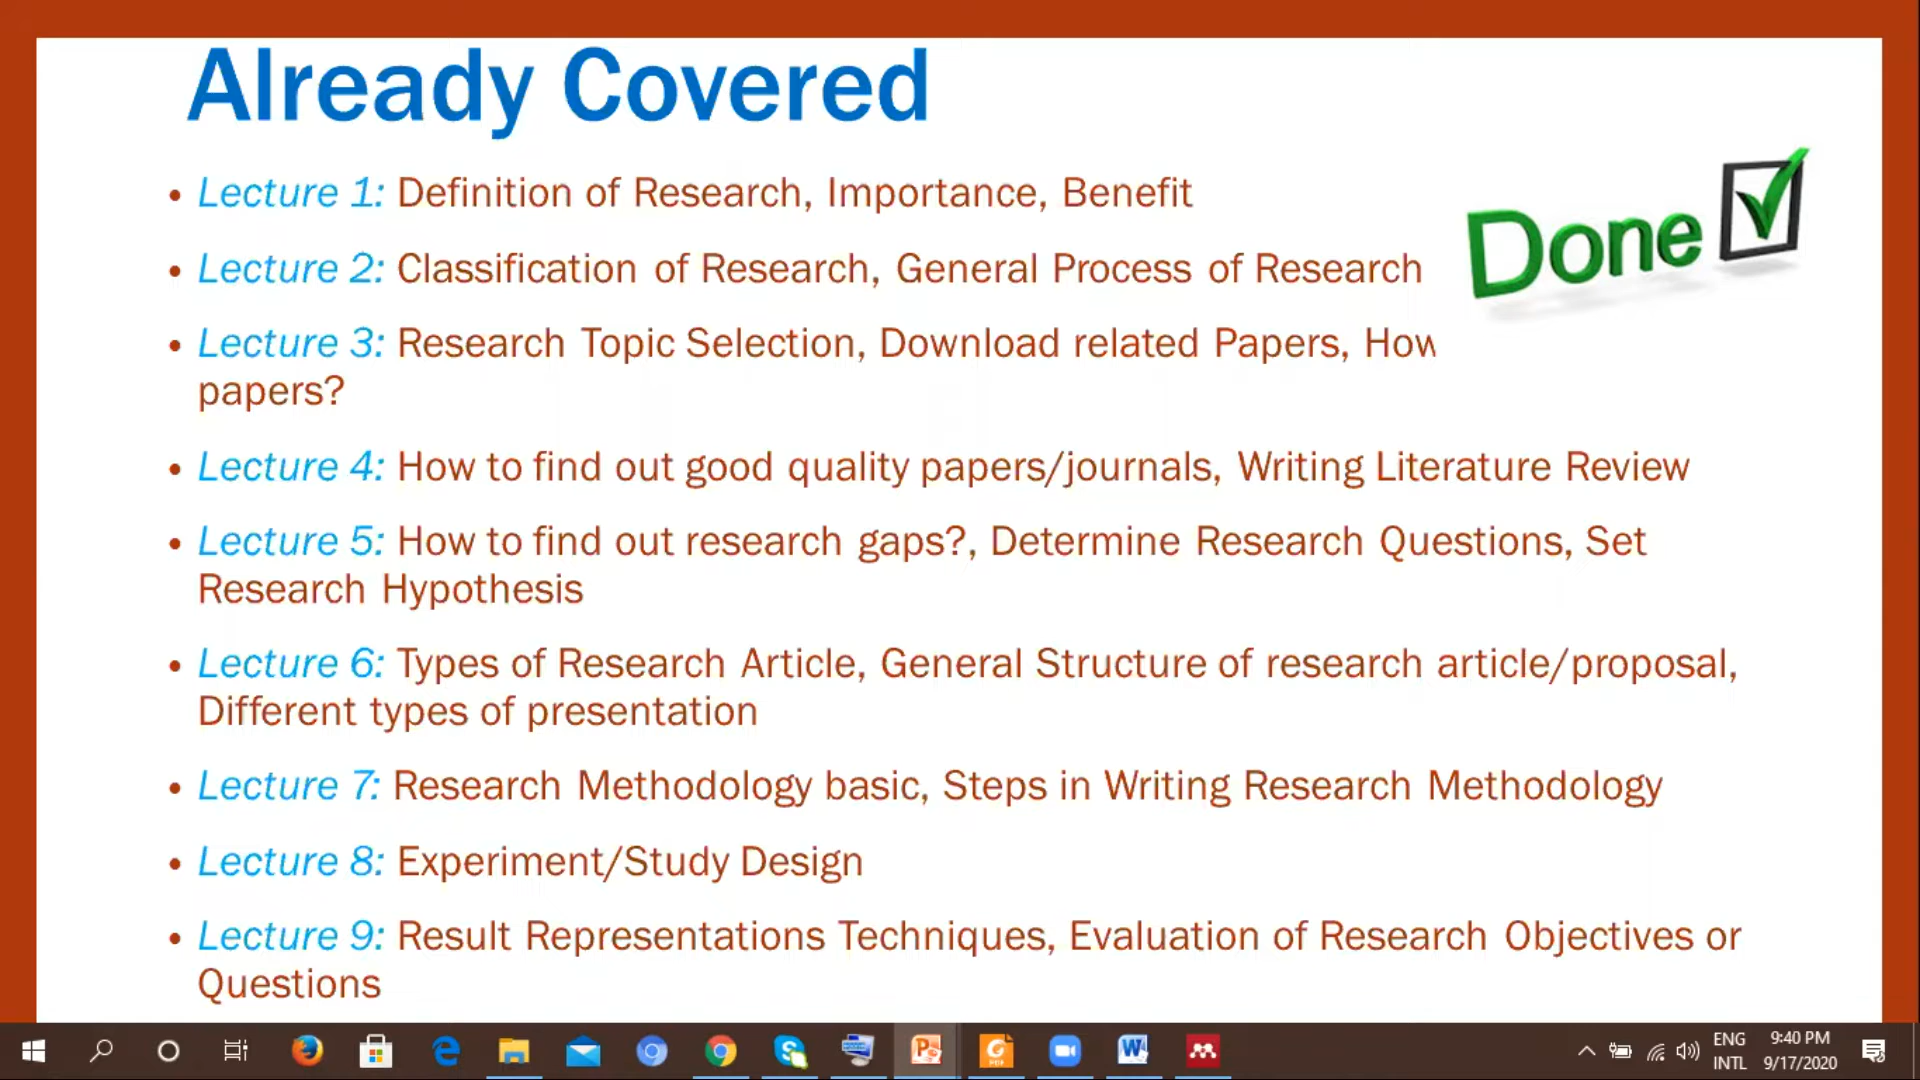 Already Covered
Done
• Lecture 1: Definition of Research, Importance, Benefit
• Lecture 2: Classification of Research, General Process of Research
• Lecture 3: Research Topic Selection, Download related Papers, How
papers?
• Lecture 4: How to find out good quality papers/journals, Writing Literature Review
• Lecture 5: How to find out research gaps?, Determine Research Questions, Set
Research Hypothesis
• Lecture 6: Types of Research Article, General Structure of research article/proposal,
Different types of presentation
• Lecture 7: Research Methodology basic, Steps in Writing Research Methodology
• Lecture 8: Experiment/Study Design
• Lecture 9: Result Representations Techniques, Evaluation of Research Objectives or
Questions
ENG 9:40 PM
INTL 9/17/2020